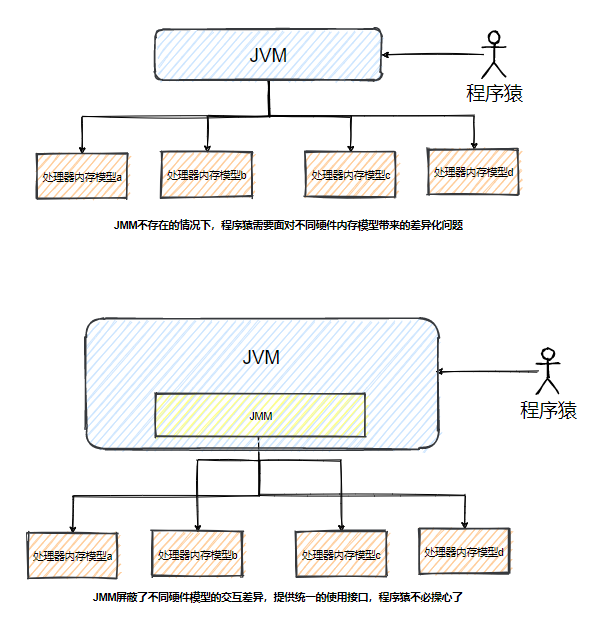 JVM
程序猿
处理器内存模型a
处理器内存模型b
处理器内存模型c
处理器内存模型d
JMM不存在的情况下，程序猿需要面对不同硬件内存模型带来的差异化问题
JVM
JMM
程序猿
处理器内存模型a
处理器内存模型b
处理器内存模型c
处理器内存模型d
JMM屏蔽了不同硬件模型的交互差异，提供统一的使用接口，程序猿不必操心了